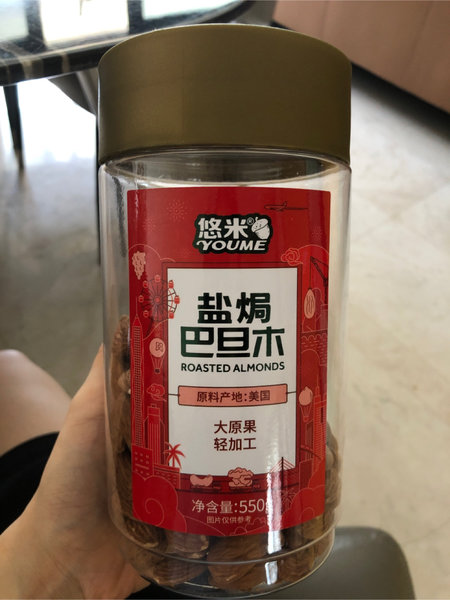 悠米®
YOUME
盐焗
巴旦木
ROASTED ALMONDS
原料产地:美国
大原果
轻加工
净含量:550g
图片仅供参考